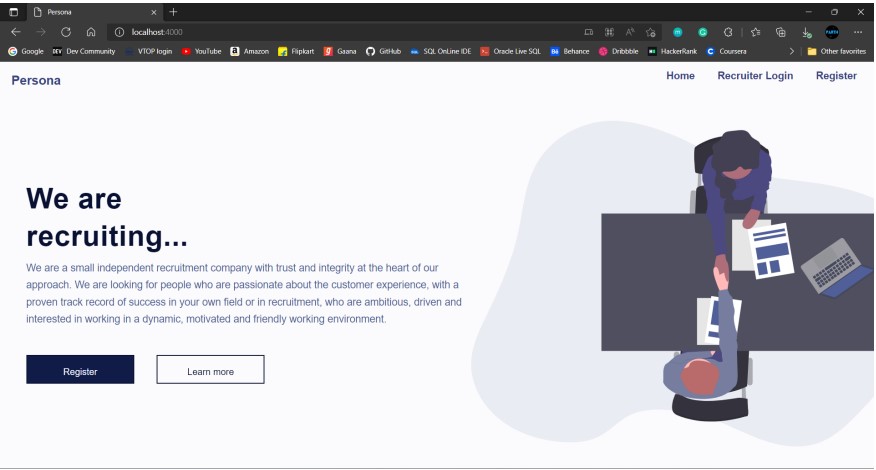 Persona
localhost:4000
Google
DEV Dev Community
VTOP login
YouTube
a Amazon
Flipkart
g Gaana
GitHub
SQL OnLine IDE
Oracle Live SQL
Bē Behance
Dribbble
HackerRank
C Coursera
Other favorites
Persona
Home Recruiter Login Register
We are
recruiting...
We are a small independent recruitment company with trust and integrity at the heart of our
approach. We are looking for people who are passionate about the customer experience, with a
proven track record of success in your own field or in recruitment, who are ambitious, driven and
interested in working in a dynamic, motivated and friendly working environment.
Register Learn more